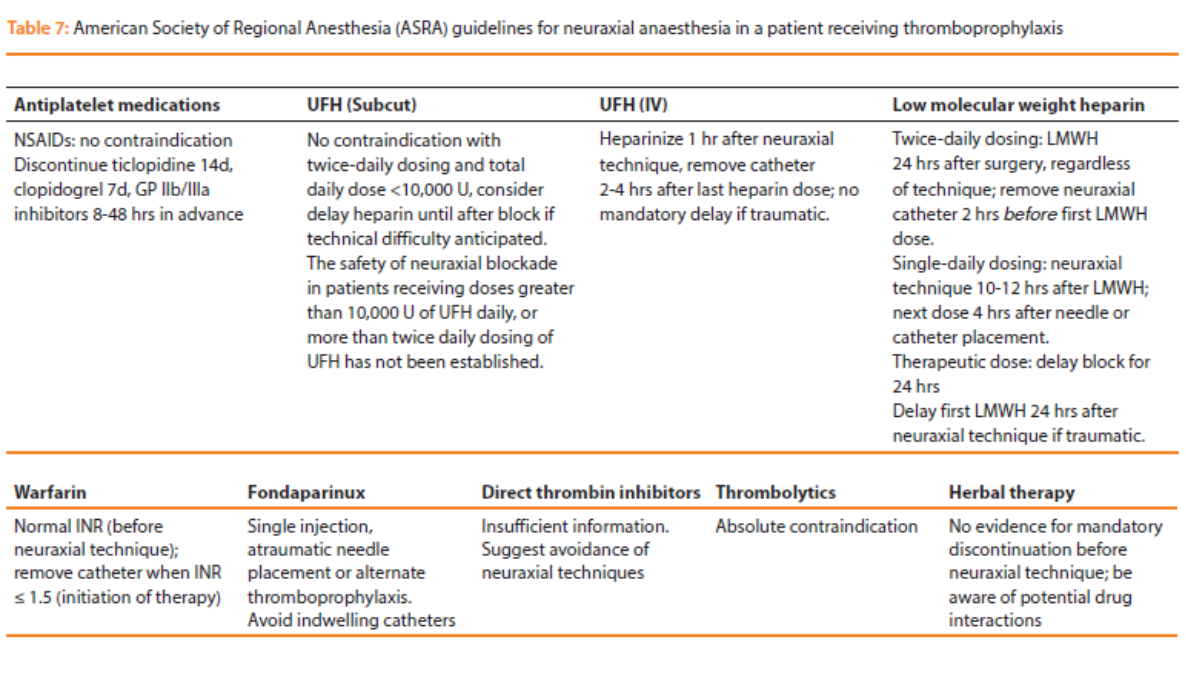 Table 7: American Society of Regional Anesthesia (ASRA) guidelines for neuraxial anaesthesia in a patient receiving thromboprophylaxis
Antiplatelet medications
NSAIDs: no contraindication
Discontinue ticlopidine 14d,
clopidogrel 7d, GP IIb/IIIa
inhibitors 8-48 hrs in advance
UFH (Subcut)
No contraindication with
twice-daily dosing and total
daily dose <10,000 U, consider
delay heparin until after block if
technical difficulty anticipated.
The safety of neuraxial blockade
in patients receiving doses greater
than 10,000 U of UFH daily, or
more than twice daily dosing of
UFH has not been established.
UFH (IV)
Heparinize 1 hr after neuraxial
technique, remove catheter
2-4 hrs after last heparin dose; no
mandatory delay if traumatic.
Low molecular weight heparin
Twice-daily dosing: LMWH
24 hrs after surgery, regardless
of technique; remove neuraxial
catheter 2 hrs before first LMWH
dose.
Single-daily dosing: neuraxial
technique 10-12 hrs after LMWH;
next dose 4 hrs after needle or
catheter placement.
Therapeutic dose: delay block for
24 hrs
Delay first LMWH 24 hrs after
neuraxial technique if traumatic.
Warfarin
Normal INR (before
neuraxial technique);
remove catheter when INR
≤ 1.5 (initiation of therapy)
Fondaparinux
Single injection,
atraumatic needle
placement or alternate
thromboprophylaxis.
Avoid indwelling catheters
Direct thrombin inhibitors
Insufficient information.
Suggest avoidance of
neuraxial techniques
Thrombolytics
Absolute contraindication
Herbal therapy
No evidence for mandatory
discontinuation before
neuraxial technique; be
aware of potential drug
interactions